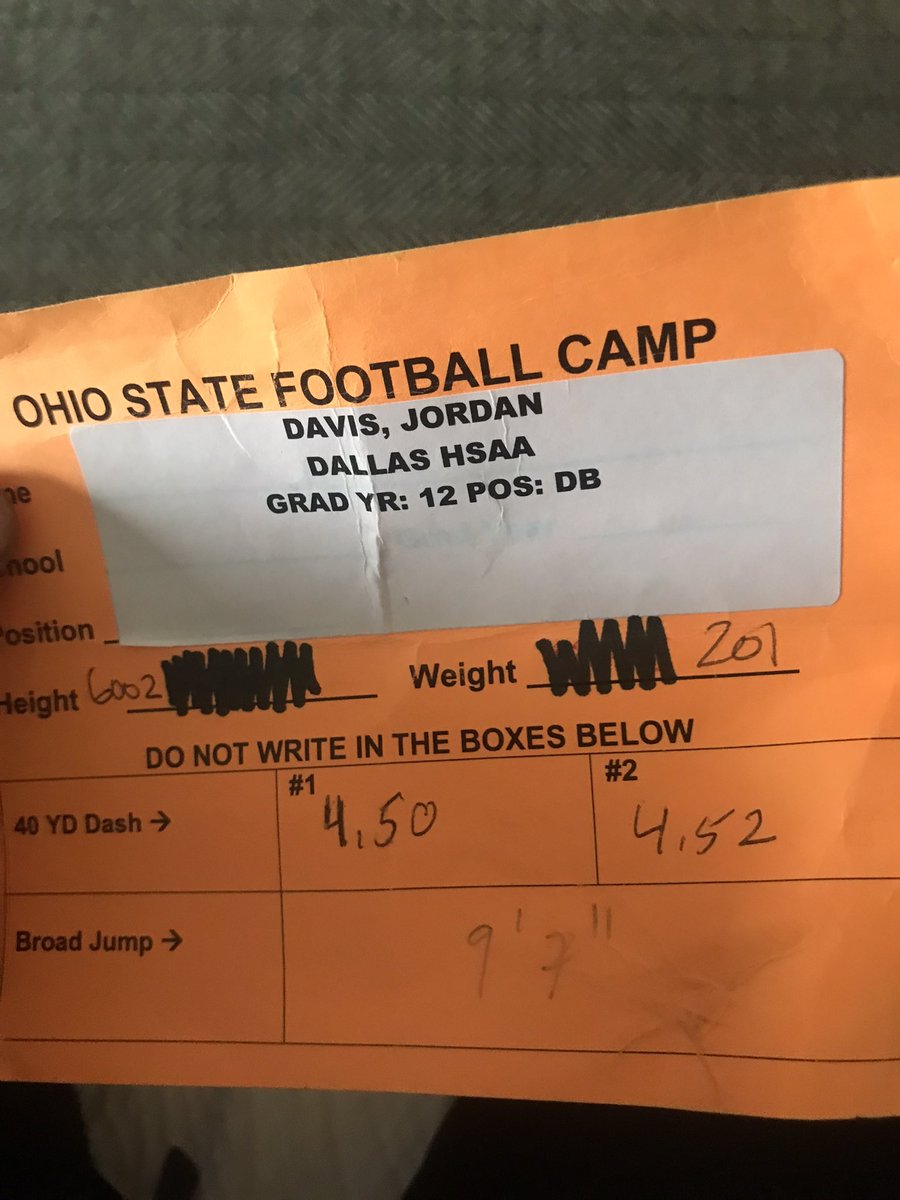 OHIO STATE FOOTBALL CAMP
DAVIS, JORDAN
DALLAS HSAA
GRAD YR: 12 POS: DB
Position
Height 6002 Weight 201
DO NOT WRITE IN THE BOXES BELOW
#1 #2
40 YD Dash → 4.50 4.52
Broad Jump → 9'7"